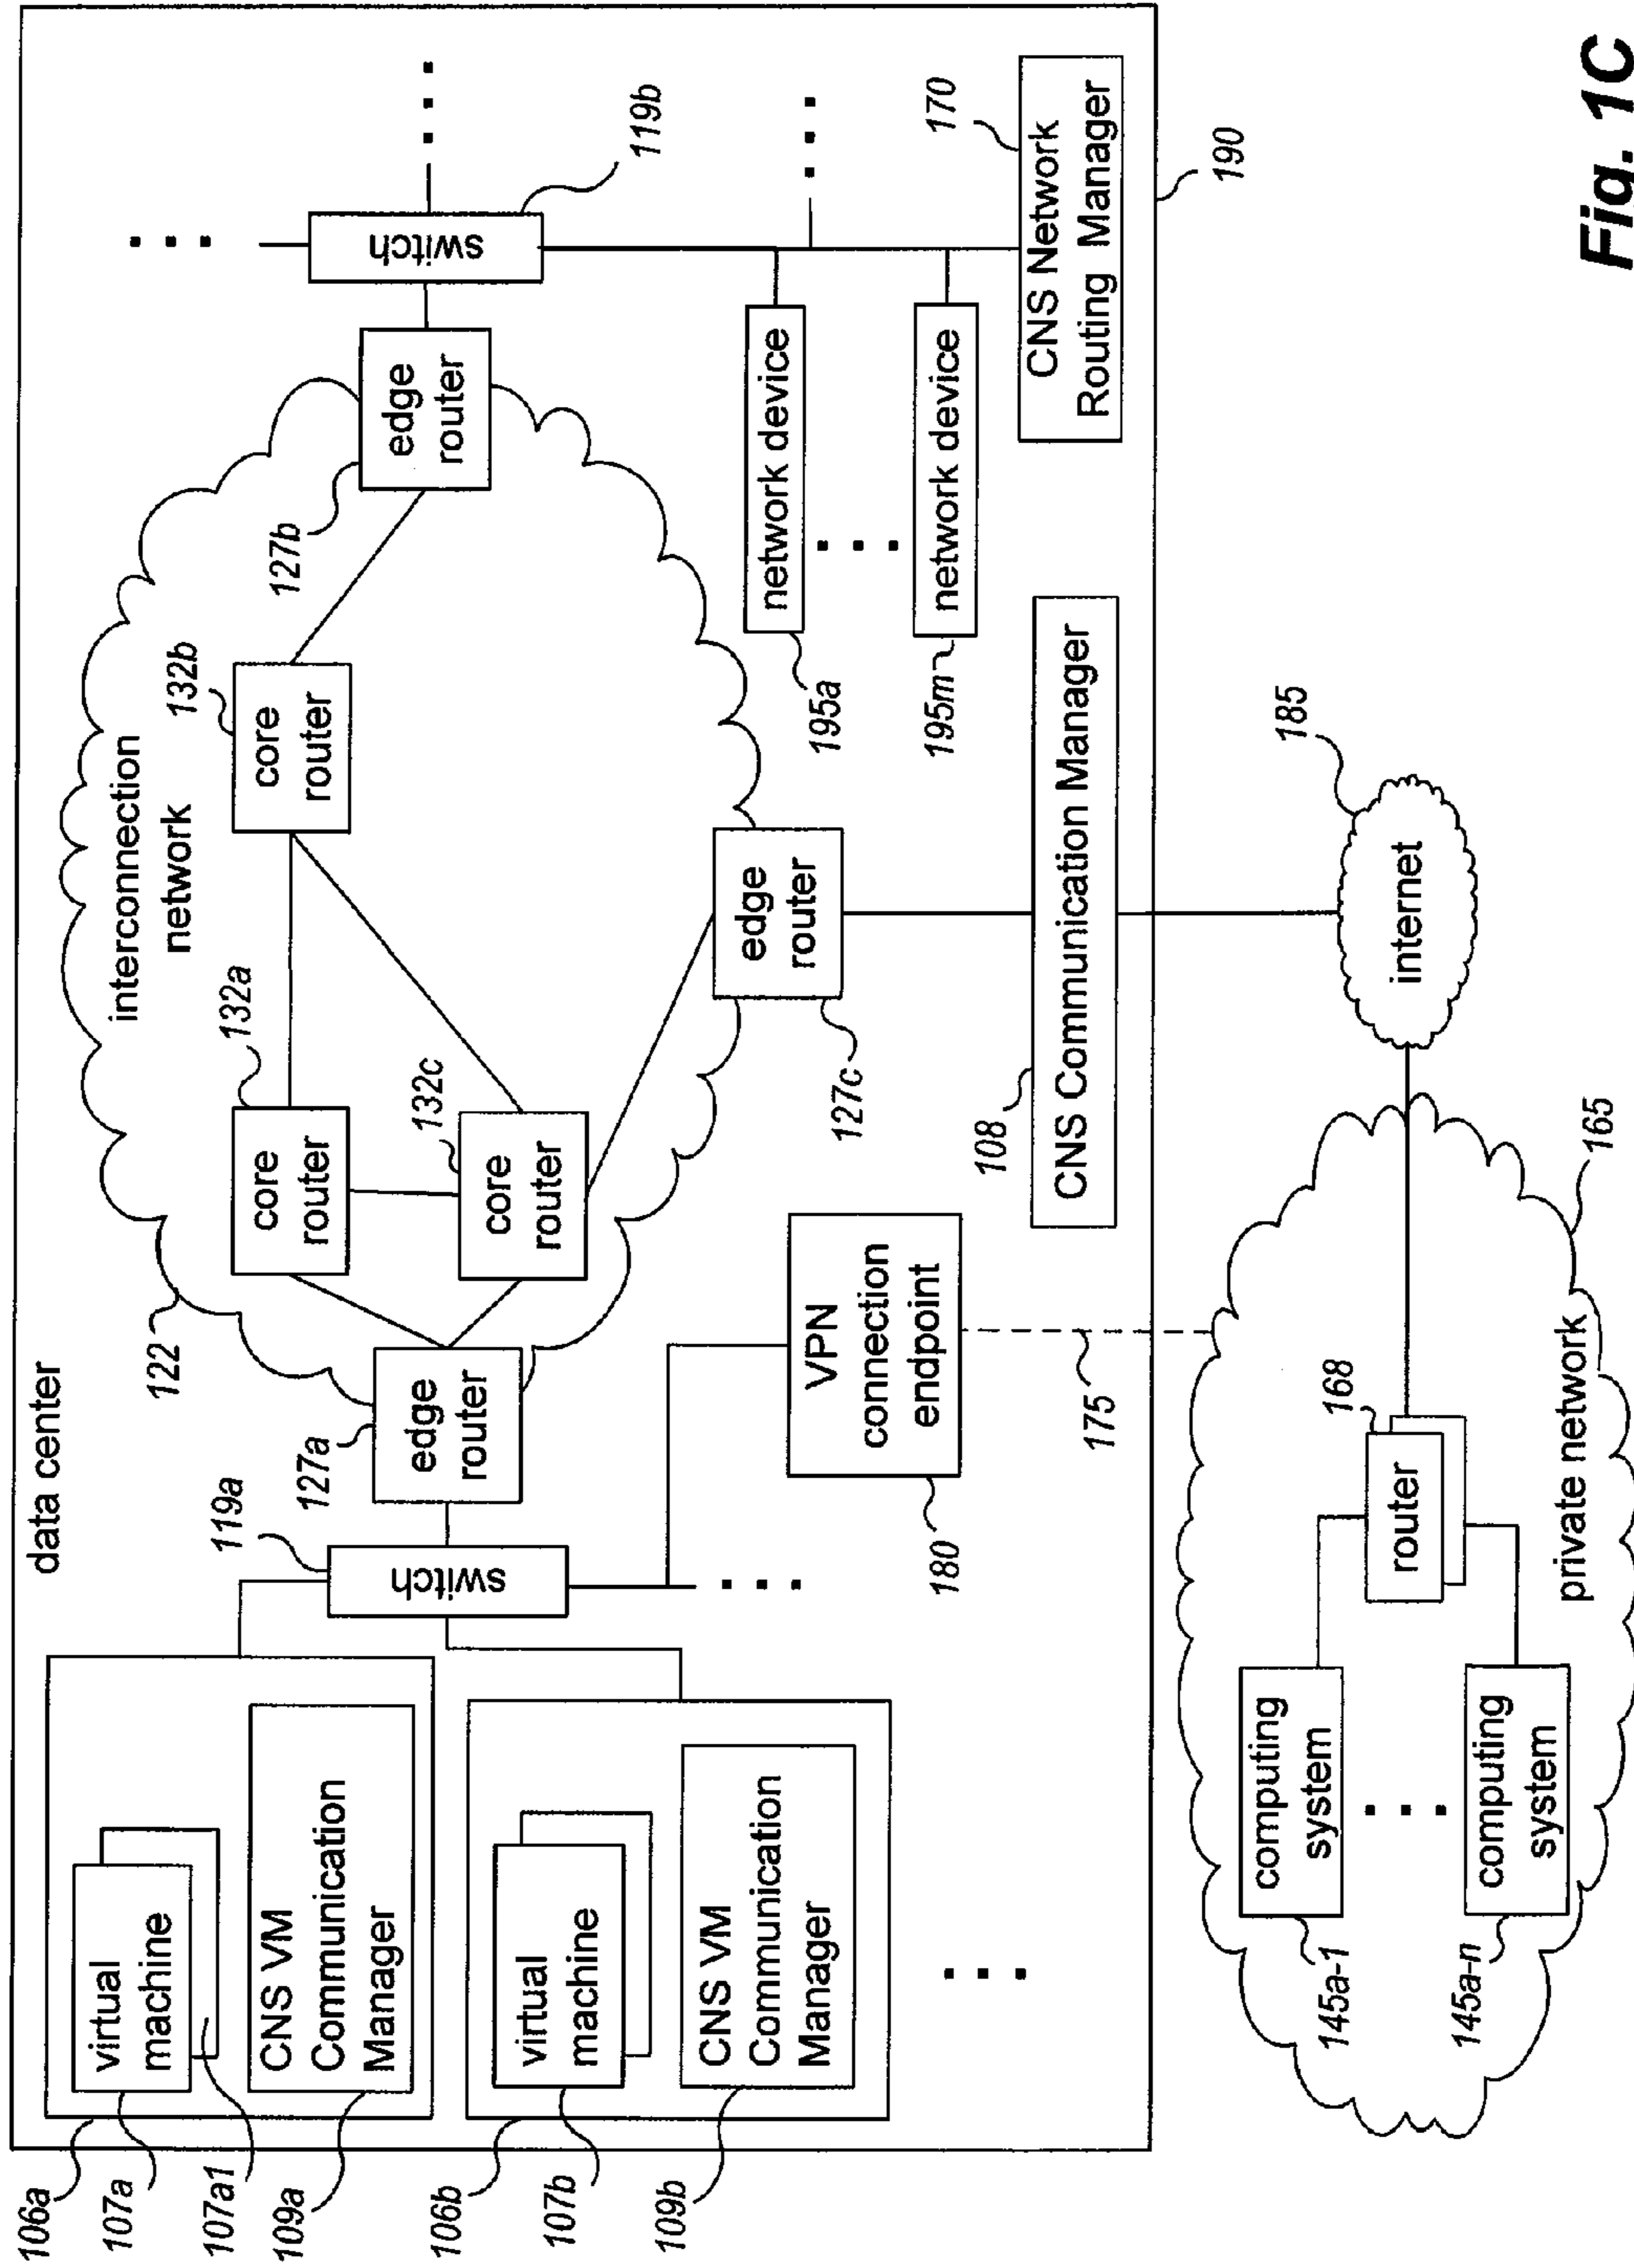 data center
106a
107a
107a1
109a
virtual
machine
CNS VM
Communication
Manager
106b
107b
109b
virtual
machine
CNS VM
Communication
Manager
119a
switch
127a
edge
router
122
interconnection
network
132a
core
router
132c
core
router
132b
core
router
127b
edge
router
switch
119b
127c
edge
router
VPN
connection
endpoint
180
175
108
CNS Communication Manager
network device
195a
network device
195m
CNS Network
Routing Manager
170
190
internet
185
private network
165
168
router
computing
system
145a-1
computing
system
145a-n
Fig. 1C